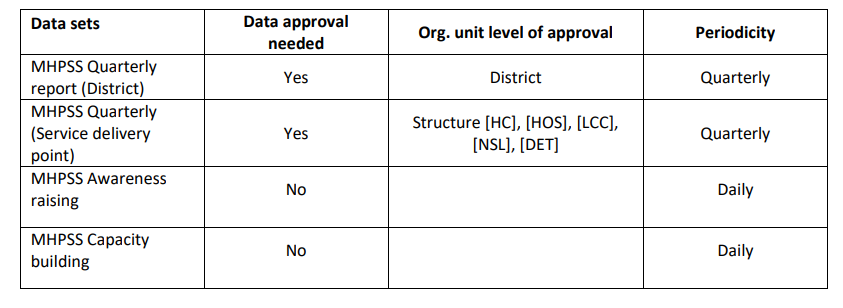 Data sets
Data approval
needed
Org. unit level of approval
Periodicity
MHPSS Quarterly
report (District)
Yes
District
Quarterly
MHPSS Quarterly
(Service delivery
point)
Yes
Structure [HC], [HOS], [LCC],
[NSL], [DET]
Quarterly
MHPSS Awareness
raising
No
Daily
MHPSS Capacity
building
No
Daily